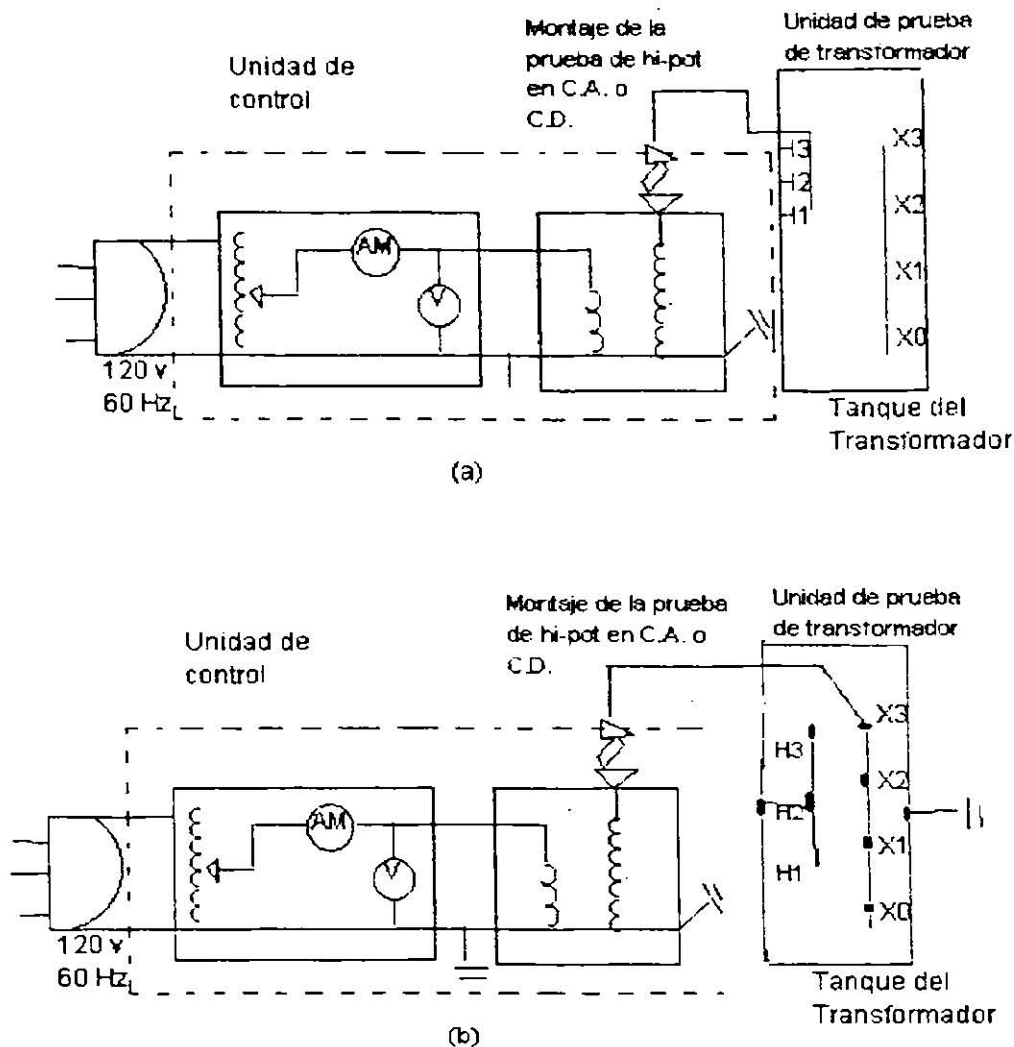 Unidad de
control
Montaje de la
prueba de hi-pot
en C.A. o
C.D.
Unidad de prueba
de transformador
H3
H2
H1
X3
X2
X1
X0
AM
V
120 v
60 Hz
Tanque del
Transformador
(a)
Unidad de
control
Montaje de la prueba
de hi-pot en C.A. o
C.D.
Unidad de prueba
de transformador
H3
H2
H1
X3
X2
X1
X0
AM
V
120 v
60 Hz
Tanque del
Transformador
(b)